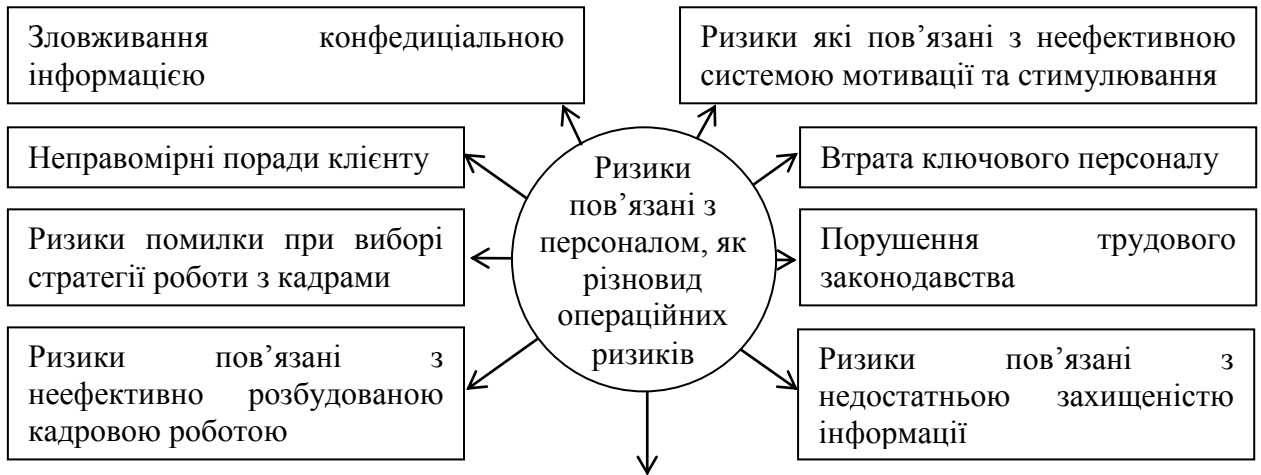 Зловживання конфедиціальною
інформацією
Ризики які пов’язані з неефективною
системою мотивації та стимулювання
Неправомірні поради клієнту
Втрата ключового персоналу
Ризики помилки при виборі
стратегії роботи з кадрами
Порушення трудового
законодавства
Ризики пов’язані з
неефективно розбудованою
кадровою роботою
Ризики пов’язані з
недостатньою захищеністю
інформації
Ризики
пов’язані з
персоналом, як
різновид
операційних
ризиків